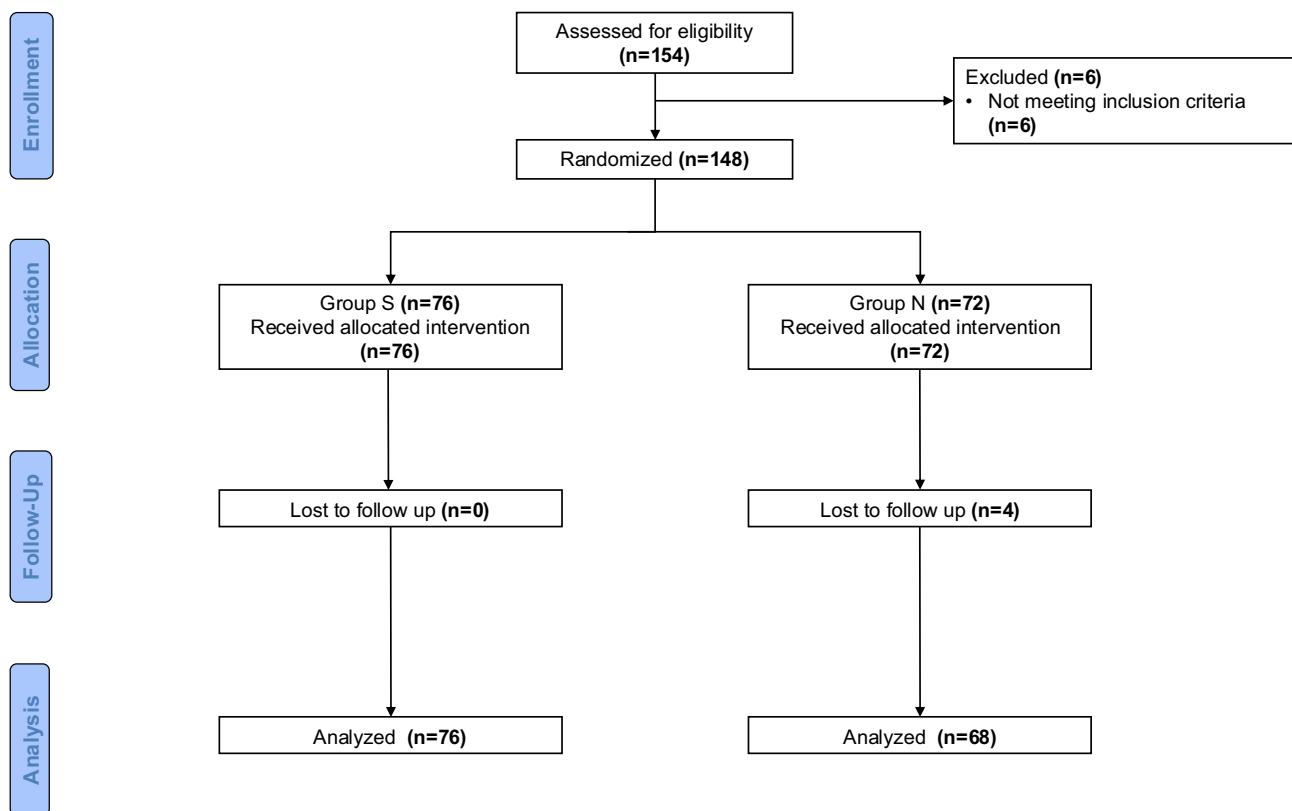 Enrollment
Assessed for eligibility
(n=154)
Excluded (n=6)
• Not meeting inclusion criteria
(n=6)
Randomized (n=148)
Allocation
Group S (n=76)
Received allocated intervention
(n=76)
Group N (n=72)
Received allocated intervention
(n=72)
Follow-Up
Lost to follow up (n=0)
Lost to follow up (n=4)
Analysis
Analyzed (n=76)
Analyzed (n=68)